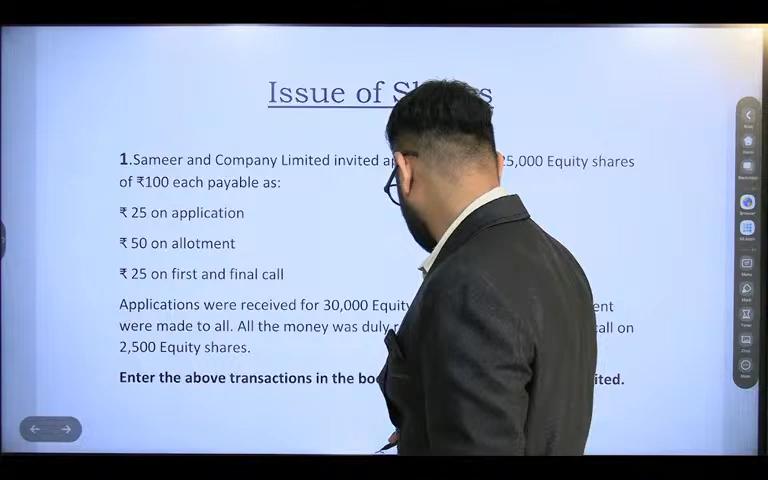 Issue of S s
1.Sameer and Company Limited invited a 25,000 Equity shares
of ₹100 each payable as:
₹ 25 on application
₹ 50 on allotment
₹ 25 on first and final call
Applications were received for 30,000 Equity ent
were made to all. All the money was duly r call on
2,500 Equity shares.
Enter the above transactions in the boo ited.